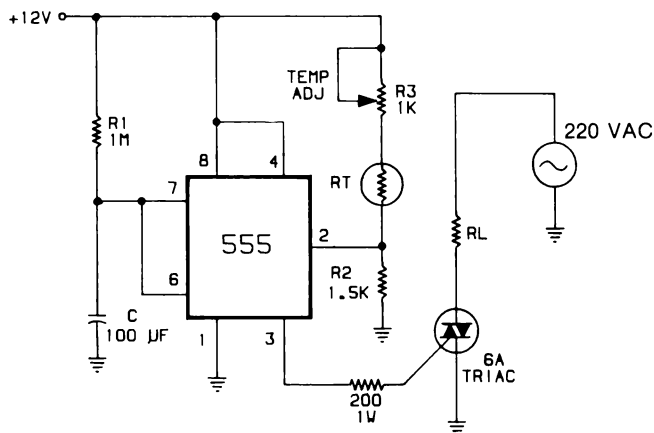 +12V
R1
1M
TEMP
ADJ
R3
1K
220 VAC
8
4
RT
7
555
2
RL
6
R2
1.5K
C
100 µF
1
3
6A
TRIAC
200
1W